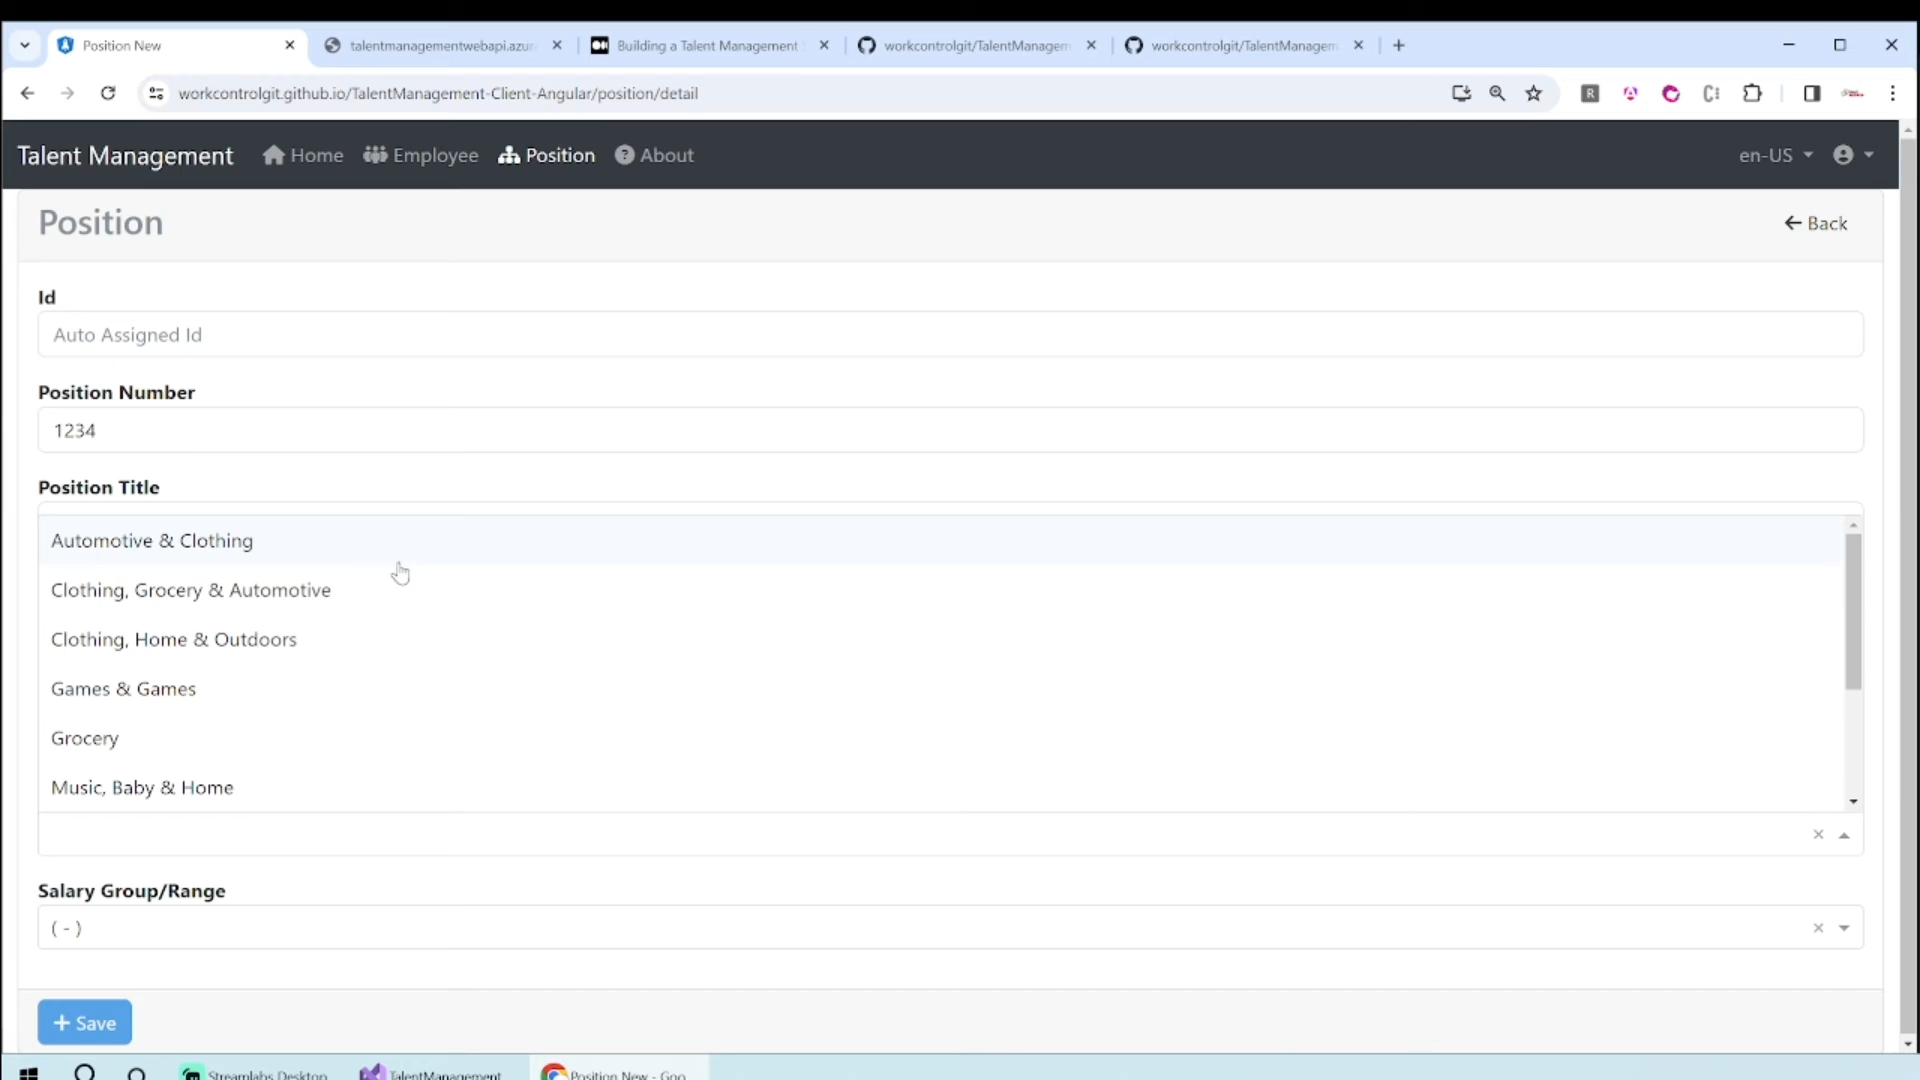 Position New
talentmanagementwebapi.azur
Building a Talent Management
workcontrolgit/TalentManagem
workcontrolgit/TalentManagem
workcontrolgit.github.io/TalentManagement-Client-Angular/position/detail
Talent Management Home Employee Position About en-US
Position
Back
Id
Auto Assigned Id
Position Number
1234
Position Title
Automotive & Clothing
Clothing, Grocery & Automotive
Clothing, Home & Outdoors
Games & Games
Grocery
Music, Baby & Home
Salary Group/Range
( - )
+ Save
Streamlabs Desktop TalentManagement Position New - Goo